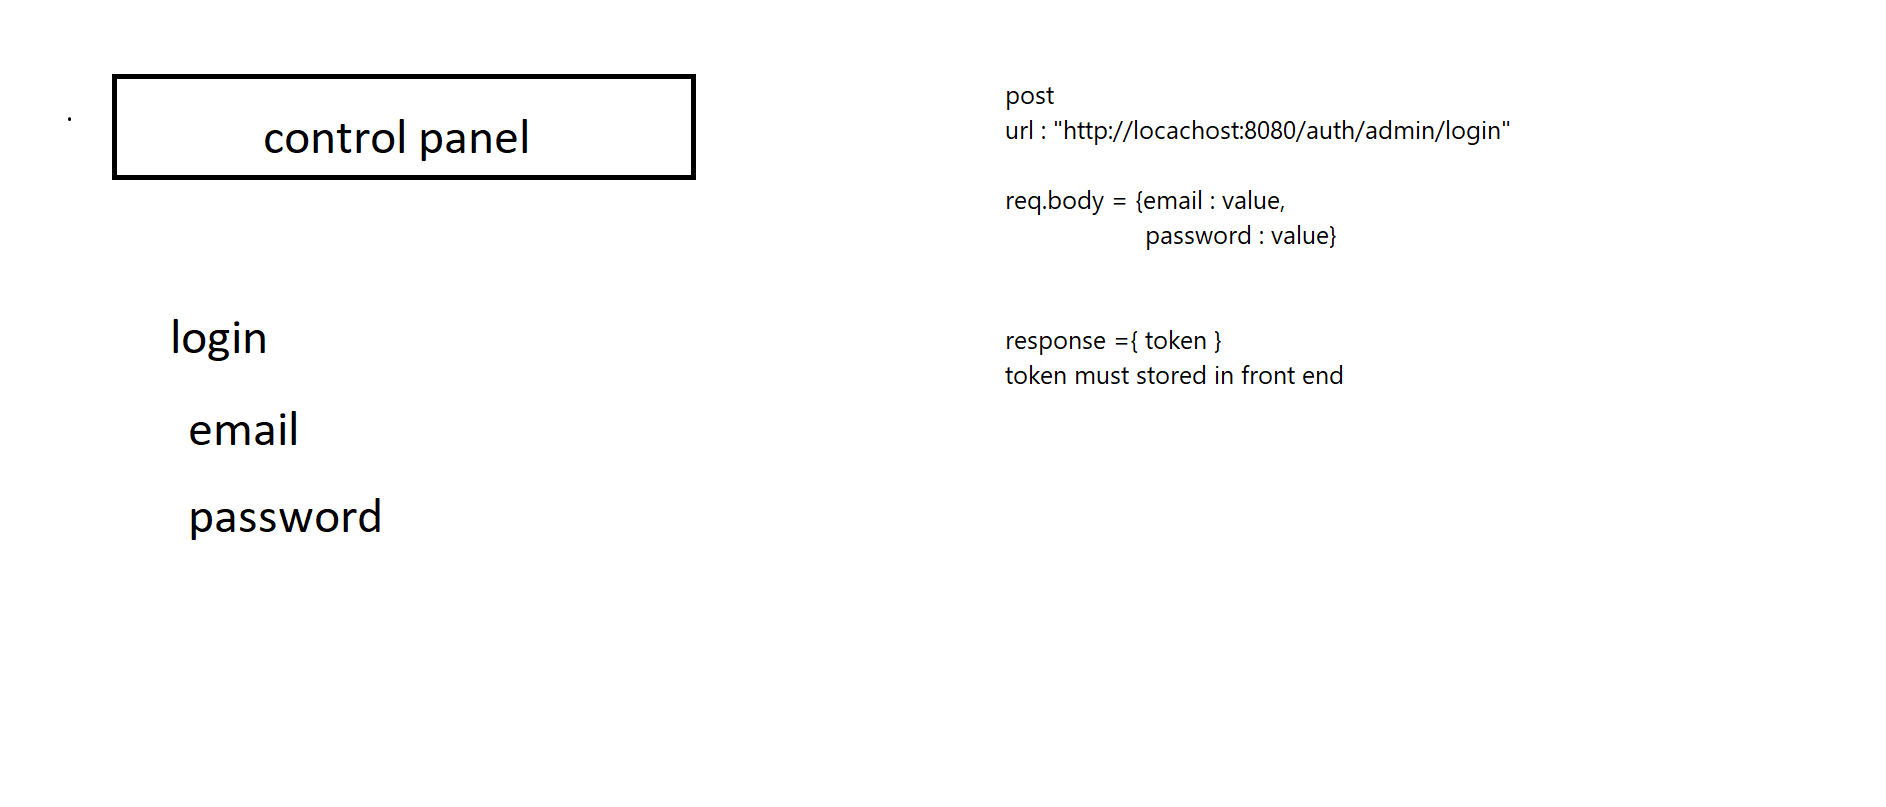 control panel
login
email
password
post
url : "http://locachost:8080/auth/admin/login"
req.body = {email : value,
password : value}
response ={ token }
token must stored in front end